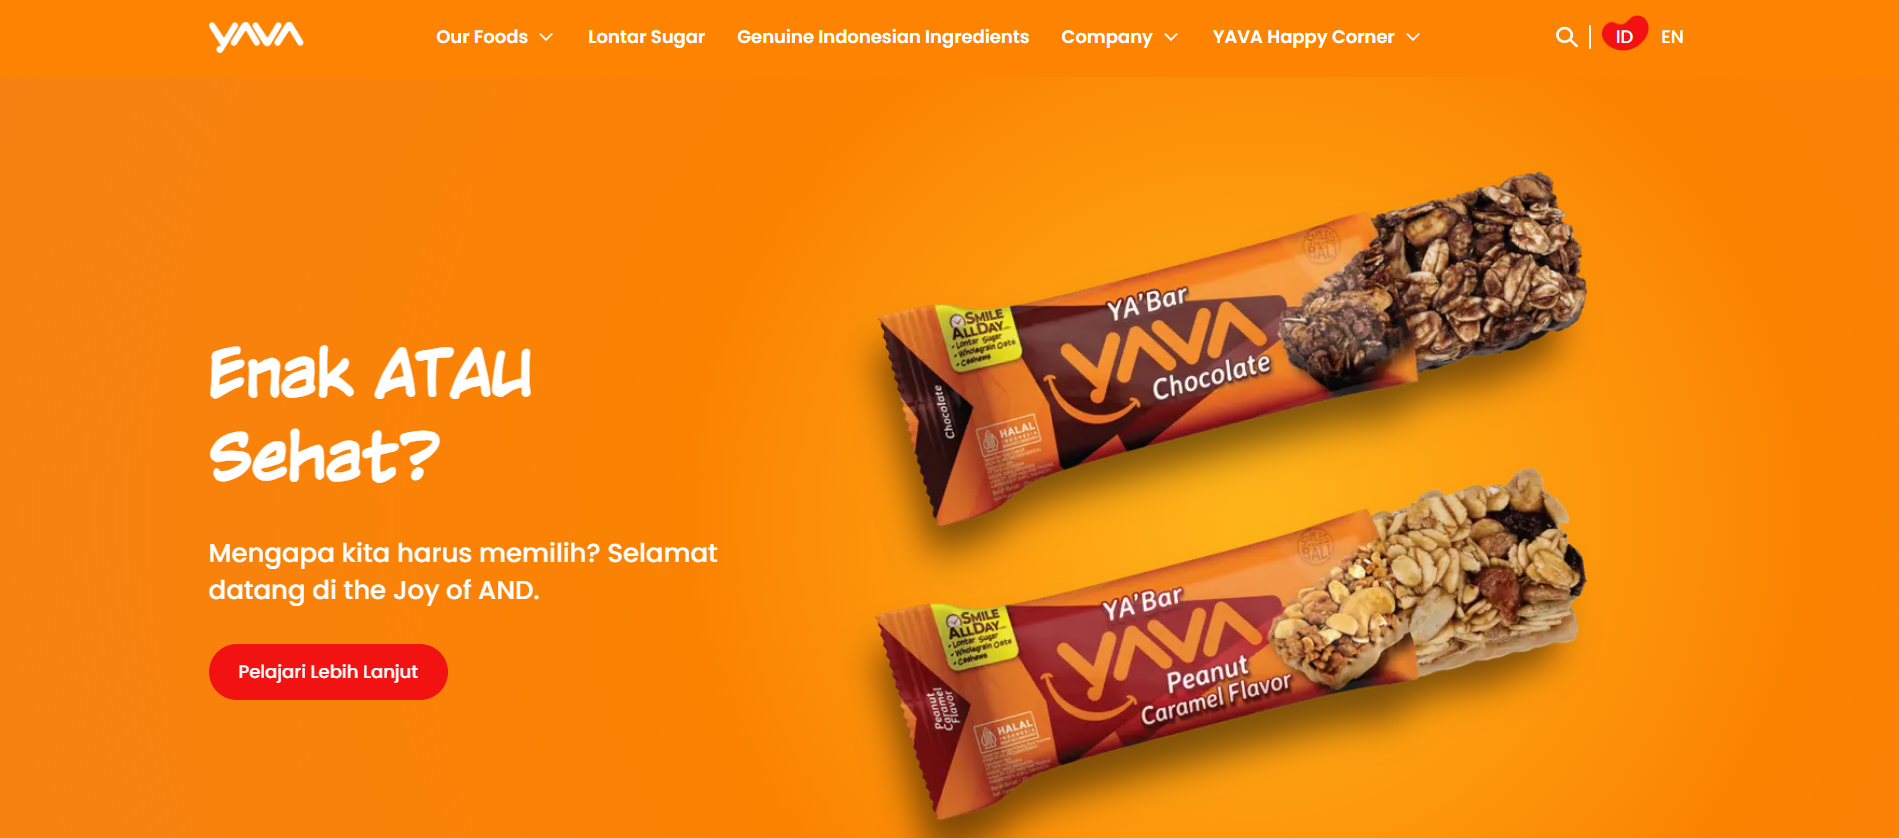 YAVA
Our Foods
Lontar Sugar
Genuine Indonesian Ingredients
Company
YAVA Happy Corner
ID
EN
Enak ATAU
Sehat?
Mengapa kita harus memilih? Selamat
datang di the Joy of AND.
Pelajari Lebih Lanjut
SMILE
ALL DAY
- Lontar Sugar
- Wholegrain Oats
- Cashews
YA'Bar
YAVA
Chocolate
Chocolate
HALAL
INDONESIA
BALI
SMILE
ALL DAY
- Lontar Sugar
- Wholegrain Oats
- Cashews
YA'Bar
YAVA
Peanut
Caramel Flavor
Peanut
Caramel
Flavor
HALAL
INDONESIA
BALI